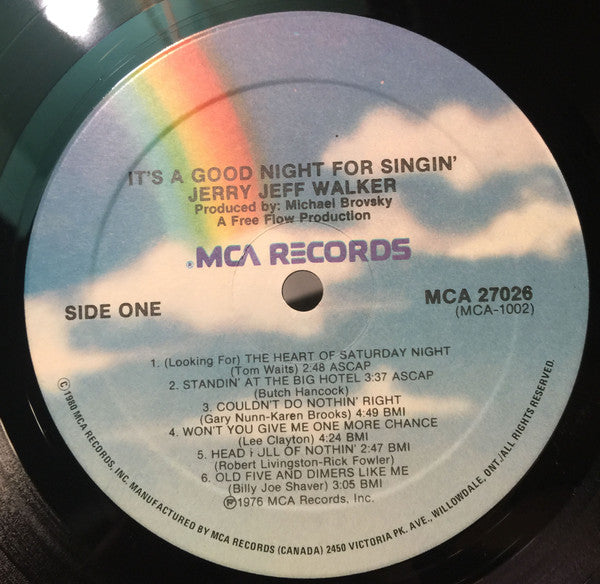 IT'S A GOOD NIGHT FOR SINGIN'
JERRY JEFF WALKER
Produced by: Michael Brovsky
A Free Flow Production
® MCA RECORDS
SIDE ONE
MCA 27026
(MCA-1002)
1. (Looking For) THE HEART OF SATURDAY NIGHT
(Tom Waits) 2:48 ASCAP
2. STANDIN' AT THE BIG HOTEL 3:37 ASCAP
(Butch Hancock)
3. COULDN'T DO NOTHIN' RIGHT
(Gary Nunn-Karen Brooks) 4:49 BMI
4. WON'T YOU GIVE ME ONE MORE CHANCE
(Lee Clayton) 4:24 BMI
5. HEAD FULL OF NOTHIN' 2:47 BMI
(Robert Livingston-Rick Fowler)
6. OLD FIVE AND DIMERS LIKE ME
(Billy Joe Shaver) 3:05 BMI
℗1976 MCA Records, Inc.
©1980 MCA RECORDS, INC. MANUFACTURED BY MCA RECORDS (CANADA) 2450 VICTORIA PK. AVE., WILLOWDALE, ONT./ALL RIGHTS RESERVED.